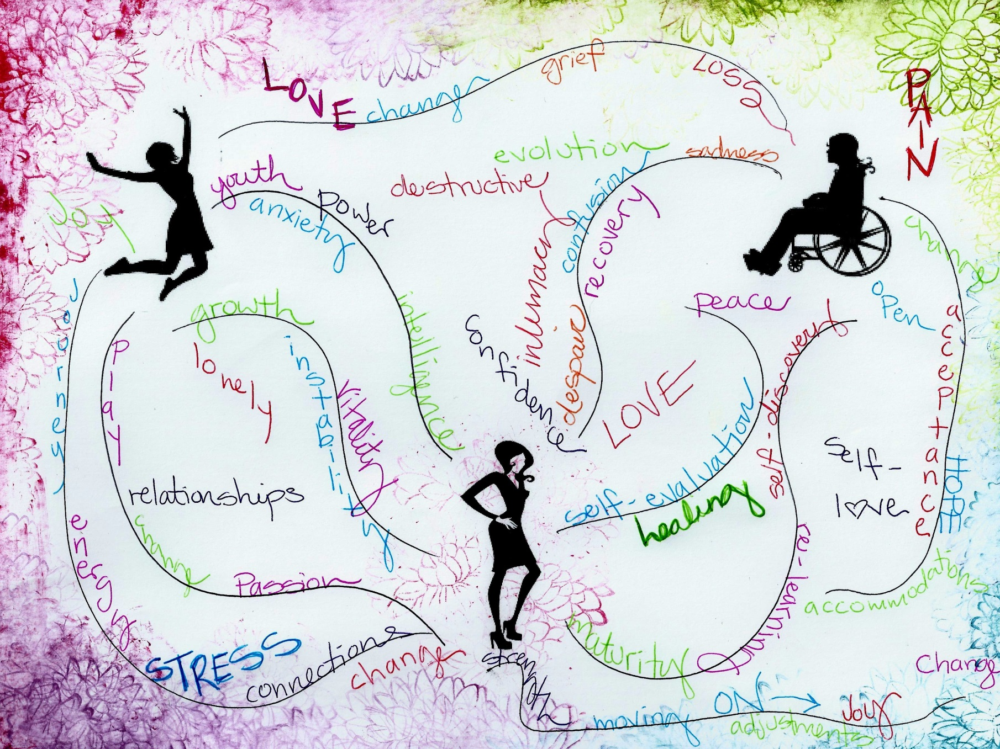 LOVE
change
grief
LOSS
PAIN
evolution
sadness
youth
destructive
confusion
anxiety
power
recovery
Joy
change
Journey
growth
intelligence
inlumacy
peace
open
acceptance
play
lonely
instability
vitality
confidence
despair
LOVE
self-discovery
self-
love
HOPE
relationships
self-evaluation
healing
energy
change
passion
re-learning
accommodations
STRESS
connections
change
maturity
strength
change
moving ON
Joy
adjustments